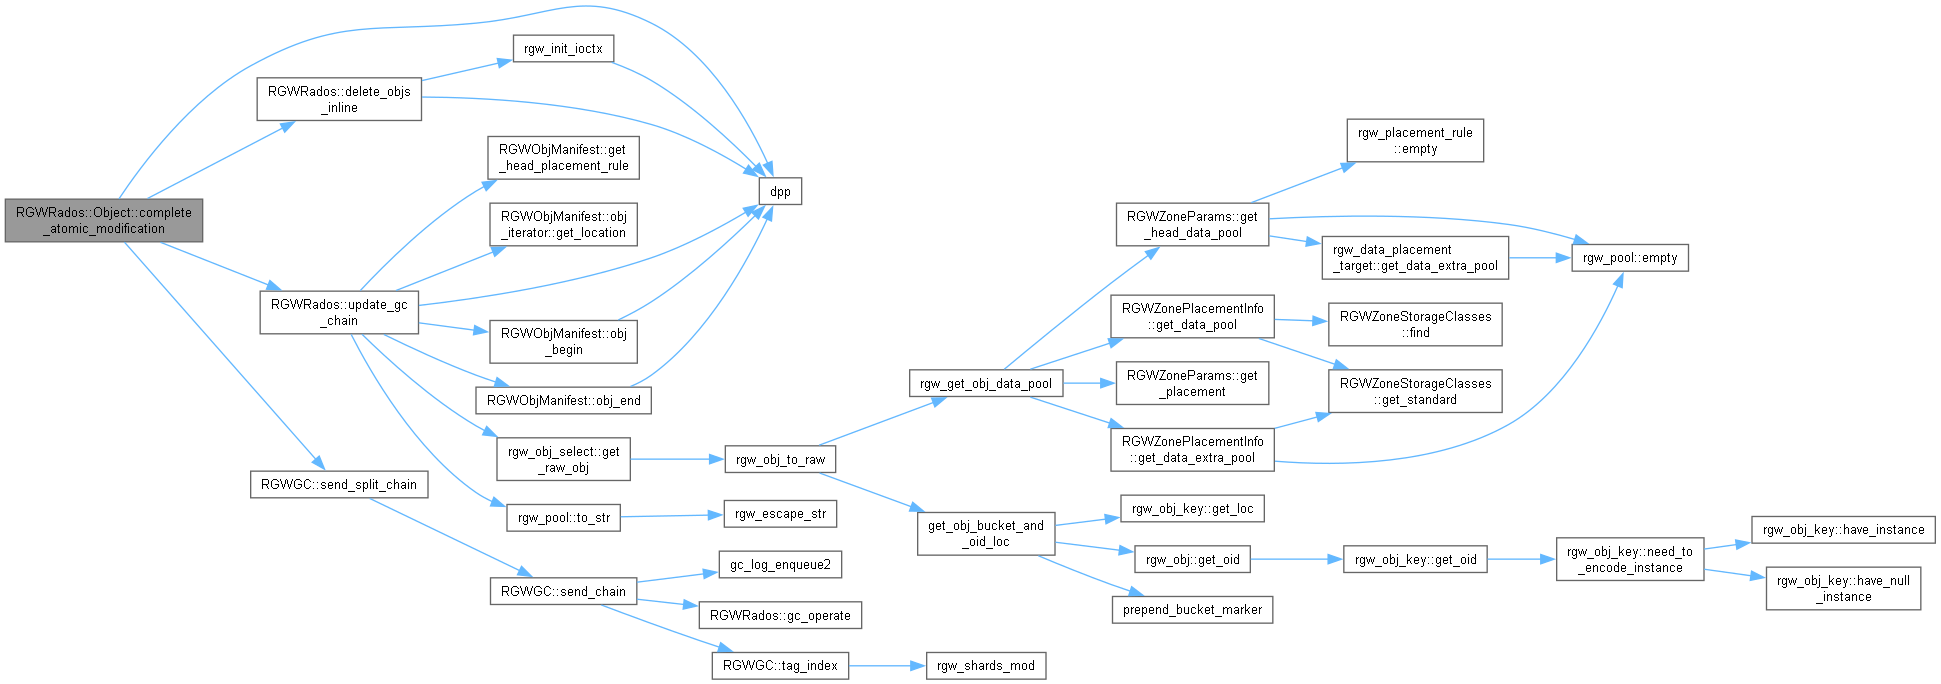 RGWRados::Object::complete
_atomic_modification
RGWRados::delete_objs
_inline
rgw_init_ioctx
RGWObjManifest::get
_head_placement_rule
RGWObjManifest::obj
_iterator::get_location
dpp
RGWRados::update_gc
_chain
RGWObjManifest::obj
_begin
RGWObjManifest::obj_end
rgw_obj_select::get
_raw_obj
rgw_pool::to_str
RGWGC::send_split_chain
RGWGC::send_chain
rgw_obj_to_raw
rgw_escape_str
gc_log_enqueue2
RGWRados::gc_operate
RGWGC::tag_index
rgw_shards_mod
rgw_get_obj_data_pool
get_obj_bucket_and
_oid_loc
RGWZoneParams::get
_head_data_pool
RGWZonePlacementInfo
::get_data_pool
RGWZoneParams::get
_placement
RGWZonePlacementInfo
::get_data_extra_pool
rgw_obj_key::get_loc
rgw_obj::get_oid
prepend_bucket_marker
rgw_placement_rule
::empty
rgw_data_placement
_target::get_data_extra_pool
RGWZoneStorageClasses
::find
RGWZoneStorageClasses
::get_standard
rgw_pool::empty
rgw_obj_key::get_oid
rgw_obj_key::need_to
_encode_instance
rgw_obj_key::have_instance
rgw_obj_key::have_null
_instance